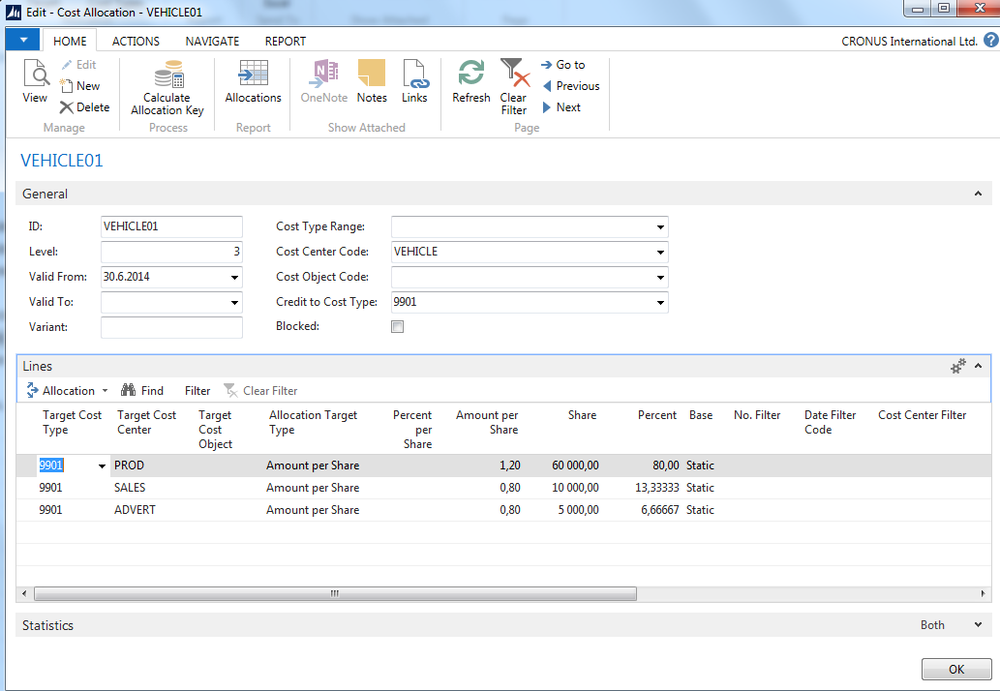 Edit - Cost Allocation - VEHICLE01
HOME ACTIONS NAVIGATE REPORT CRONUS International Ltd. ?
View
Edit
New
Delete
Manage
Calculate
Allocation Key
Process
Allocations
Report
OneNote
Notes
Links
Show Attached
Refresh
Clear
Filter
Go to
Previous
Next
Page
VEHICLE01
General
ID: VEHICLE01 Cost Type Range:
Level: 3 Cost Center Code: VEHICLE
Valid From: 30.6.2014 Cost Object Code:
Valid To: Credit to Cost Type: 9901
Variant: Blocked:
Lines
Allocation Find Filter Clear Filter
Target Cost Type Target Cost Center Target Cost Object Allocation Target Type Percent per Share Amount per Share Share Percent Base No. Filter Date Filter Code Cost Center Filter
9901 PROD Amount per Share 1,20 60 000,00 80,00 Static
9901 SALES Amount per Share 0,80 10 000,00 13,33333 Static
9901 ADVERT Amount per Share 0,80 5 000,00 6,66667 Static
Statistics Both
OK